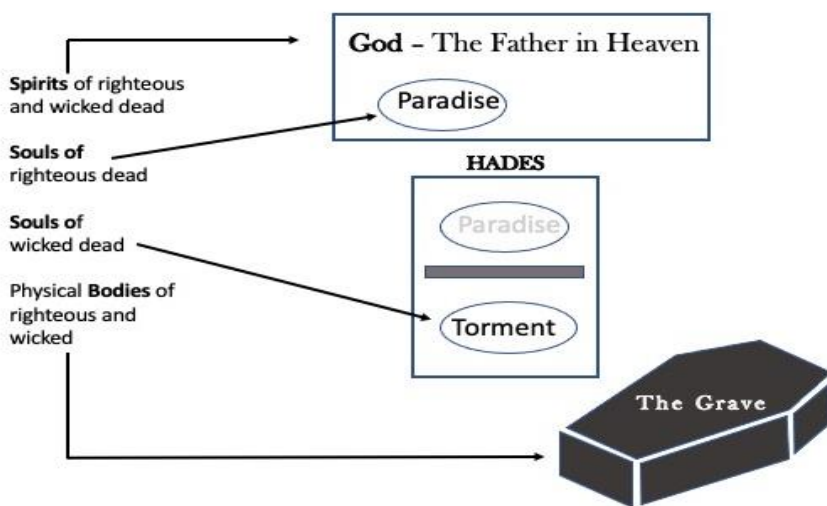 God – The Father in Heaven
Spirits of righteous
and wicked dead
Paradise
Souls of
righteous dead
HADES
Souls of
wicked dead
Paradise
Physical Bodies of
righteous and
wicked
Torment
The Grave